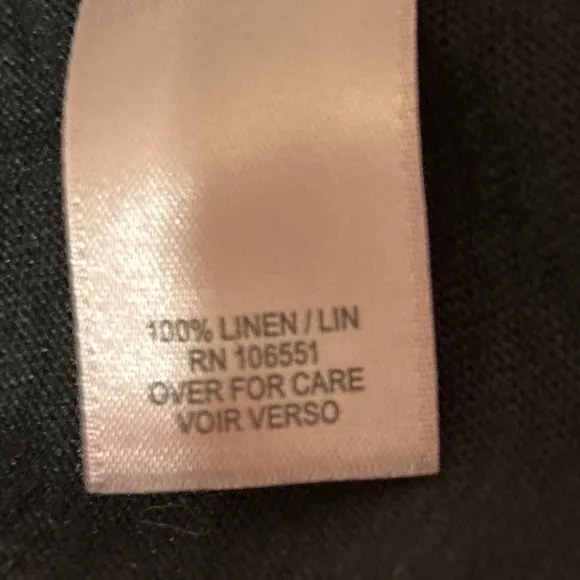 100% LINEN / LIN
RN 106551
OVER FOR CARE
VOIR VERSO